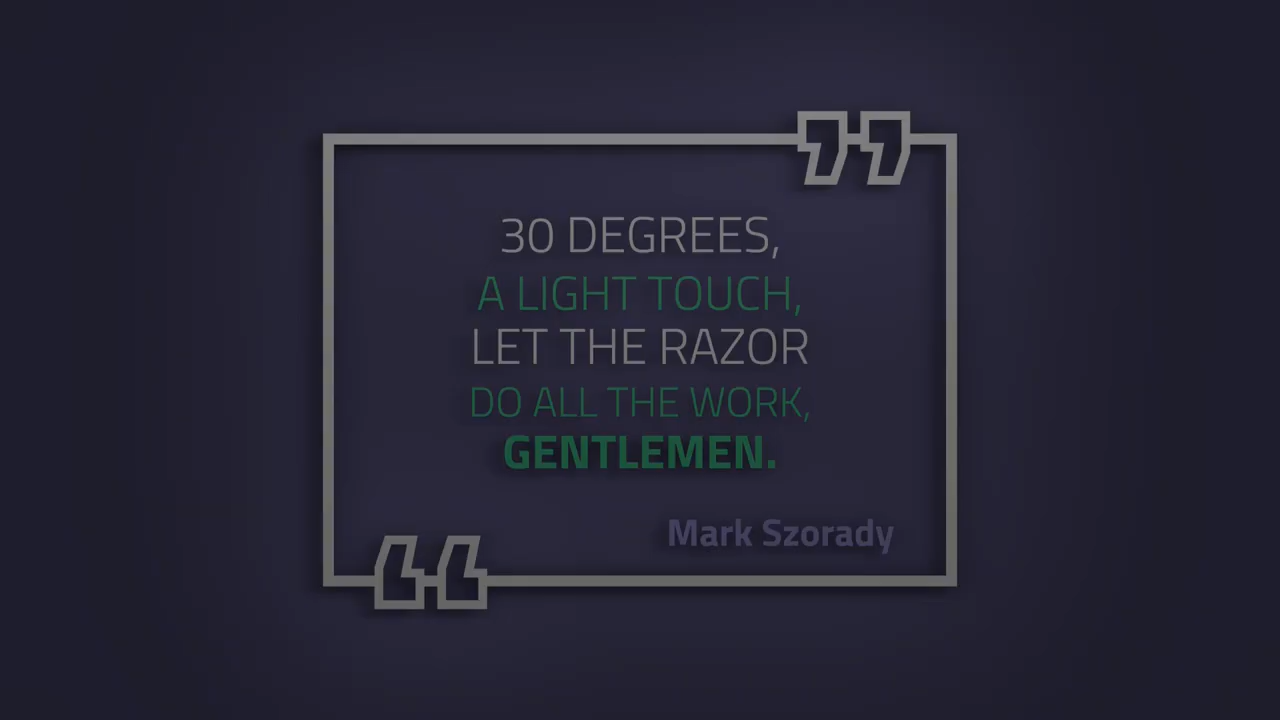 30 DEGREES,
A LIGHT TOUCH,
LET THE RAZOR
DO ALL THE WORK,
GENTLEMEN.
Mark Szorady